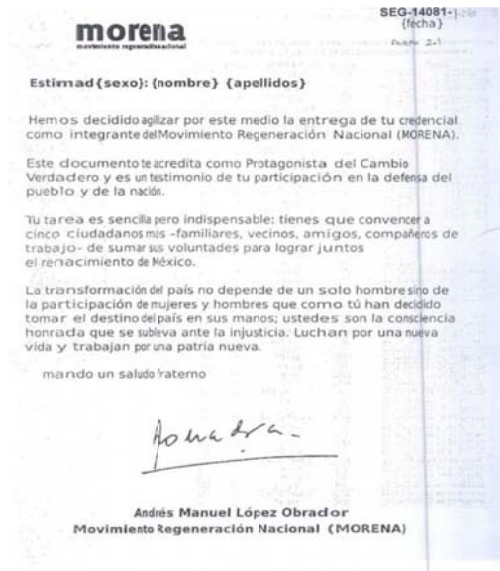 SEG-14081-
{fecha}
morena
movimiento regeneración nacional
Estimad{sexo}: {nombre} {apellidos}
Hemos decidido agilizar por este medio la entrega de tu credencial
como integrante delMovimiento Regeneración Nacional (MORENA).
Este documento te acredita como Protagonista del Cambio
Verdadero y es un testimonio de tu participación en la defensa del
pueblo y de la nación.
Tu tarea es sencilla pero indispensable: tienes que convencer a
cinco ciudadanos mis -familiares, vecinos, amigos, compañeros de
trabajo- de sumar sus voluntades para lograr juntos
el renacimiento de México.
La transformación del país no depende de un solo hombre sino de
la participación de mujeres y hombres que como tú han decidido
tomar el destino del país en sus manos; ustedes son la consciencia
honrada que se subleva ante la injusticia. Luchan por una nueva
vida y trabajan por una patria nueva.
mando un saludo fraterno
Andrés Manuel López Obrador
Movimiento Regeneración Nacional (MORENA)